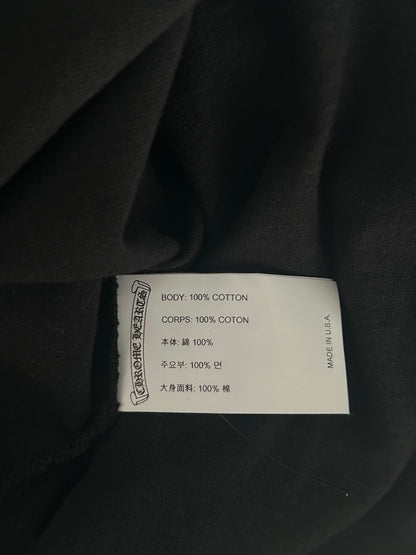 CHROME HEARTS
BODY: 100% COTTON
CORPS: 100% COTON
本体: 綿 100%
주요부: 100% 면
大身面料: 100% 棉
MADE IN U.S.A.